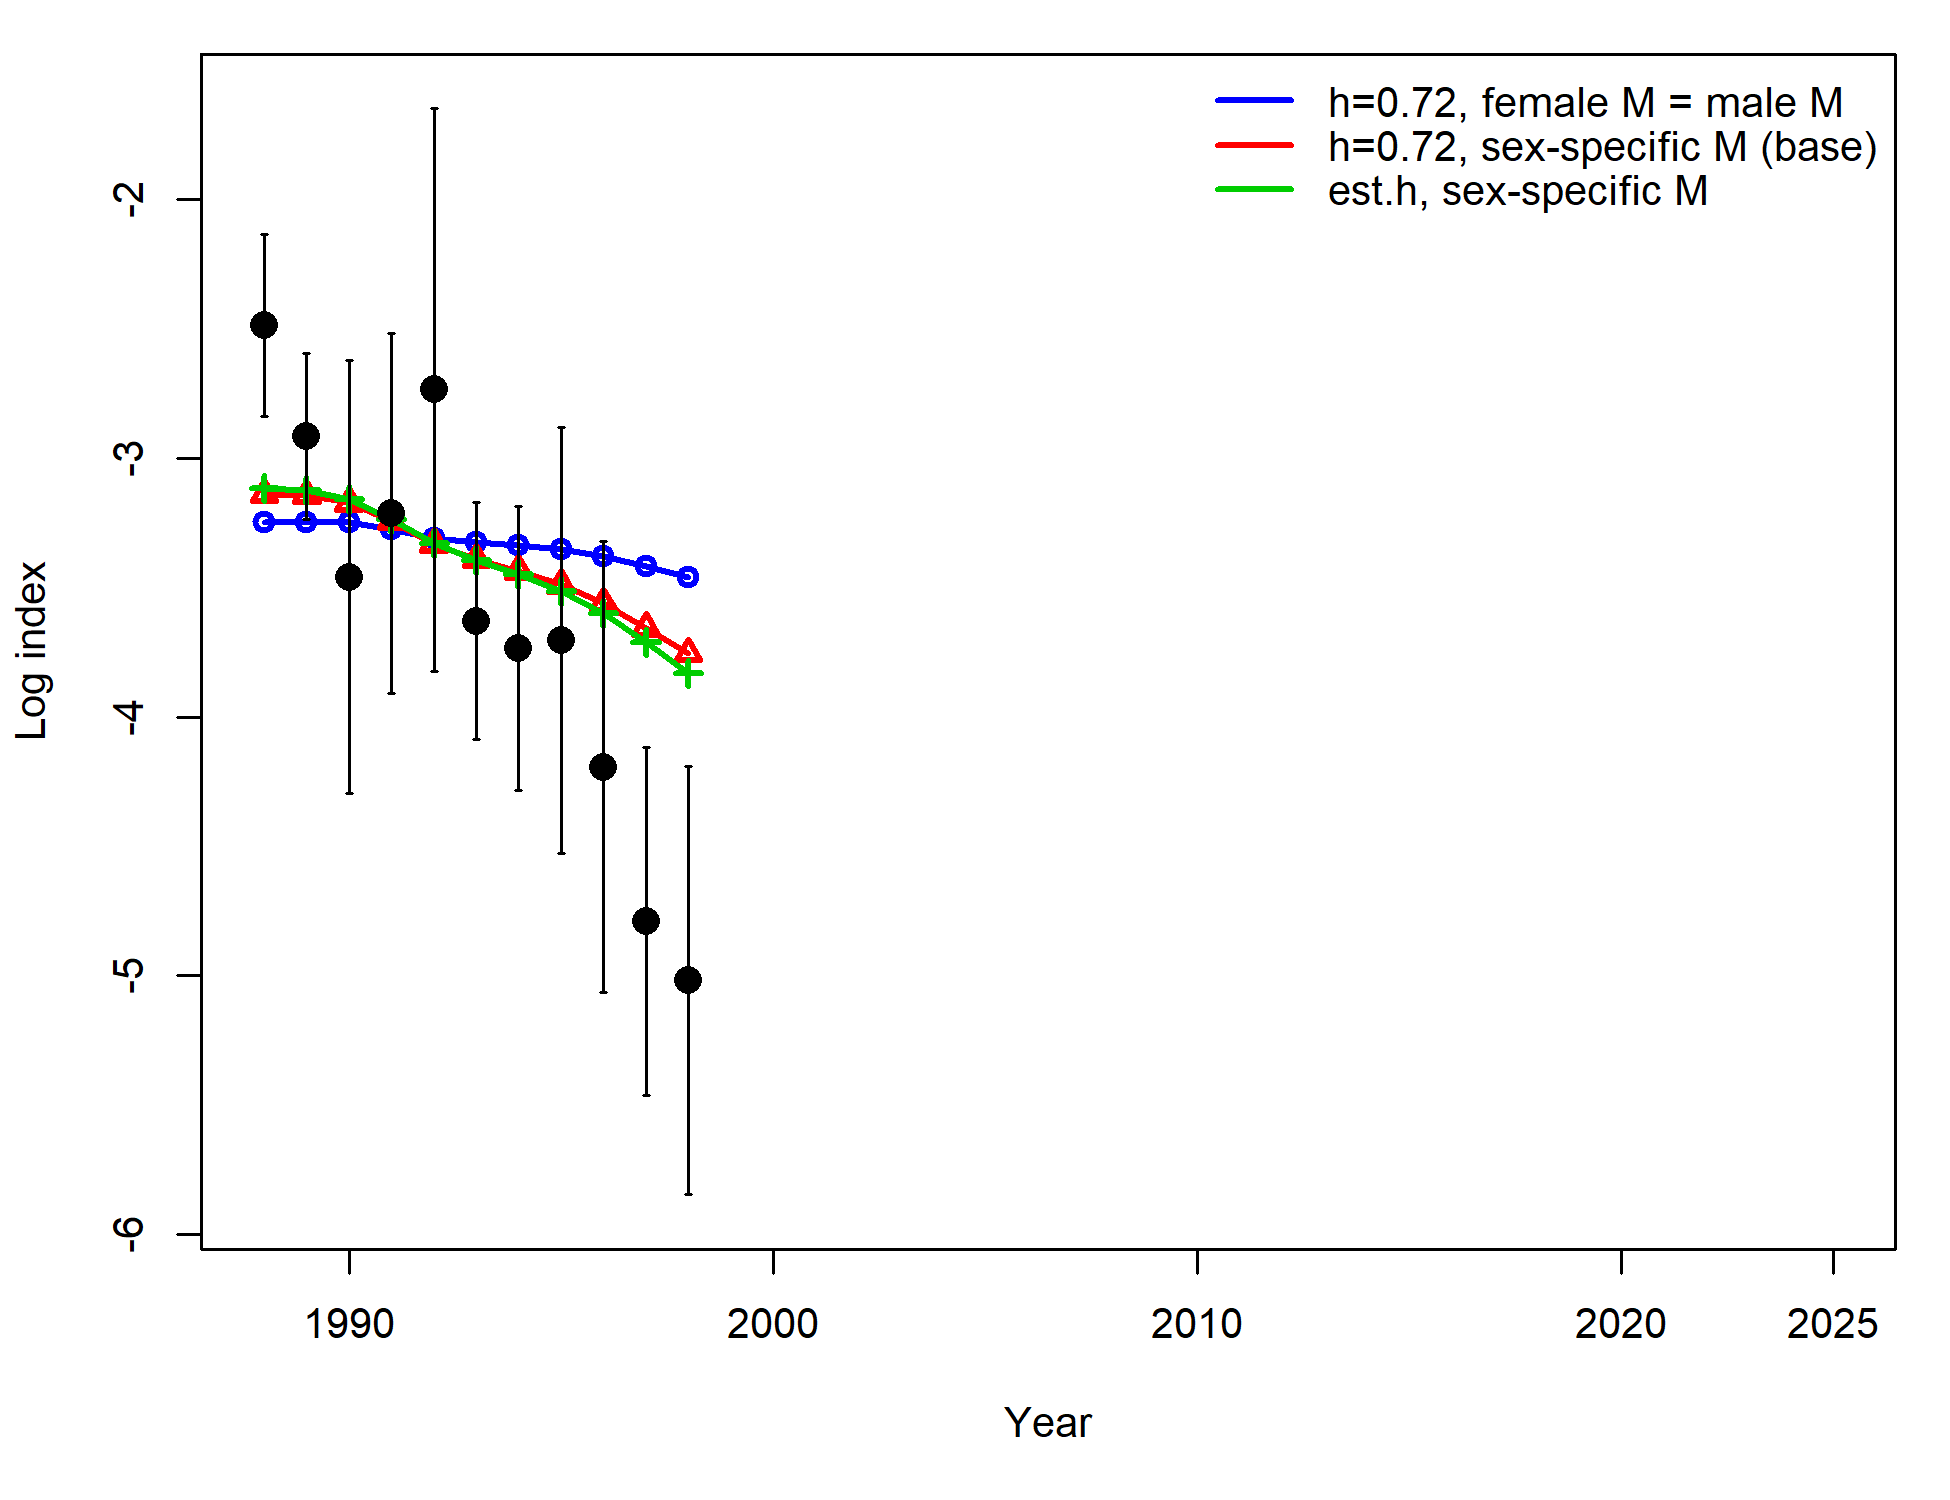 h=0.72, female M = male M
h=0.72, sex-specific M (base)
est.h, sex-specific M
-2
-3
-4
-5
-6
Log index
1990
2000
2010
2020
2025
Year